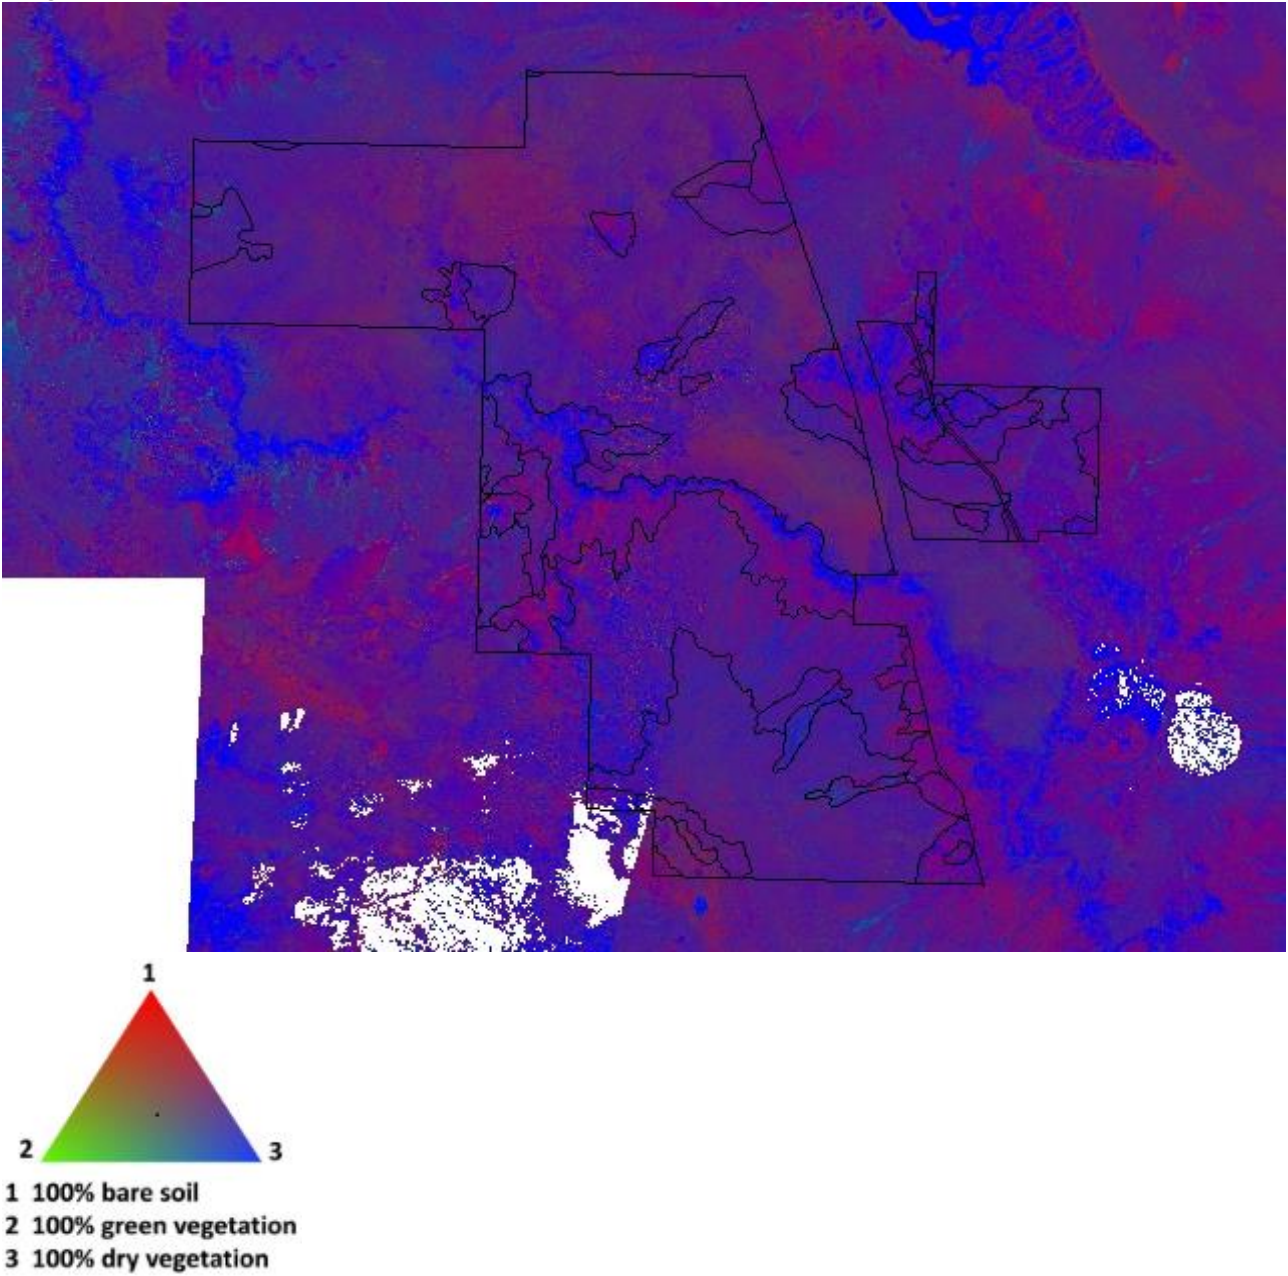 1
2 3
1 100% bare soil
2 100% green vegetation
3 100% dry vegetation